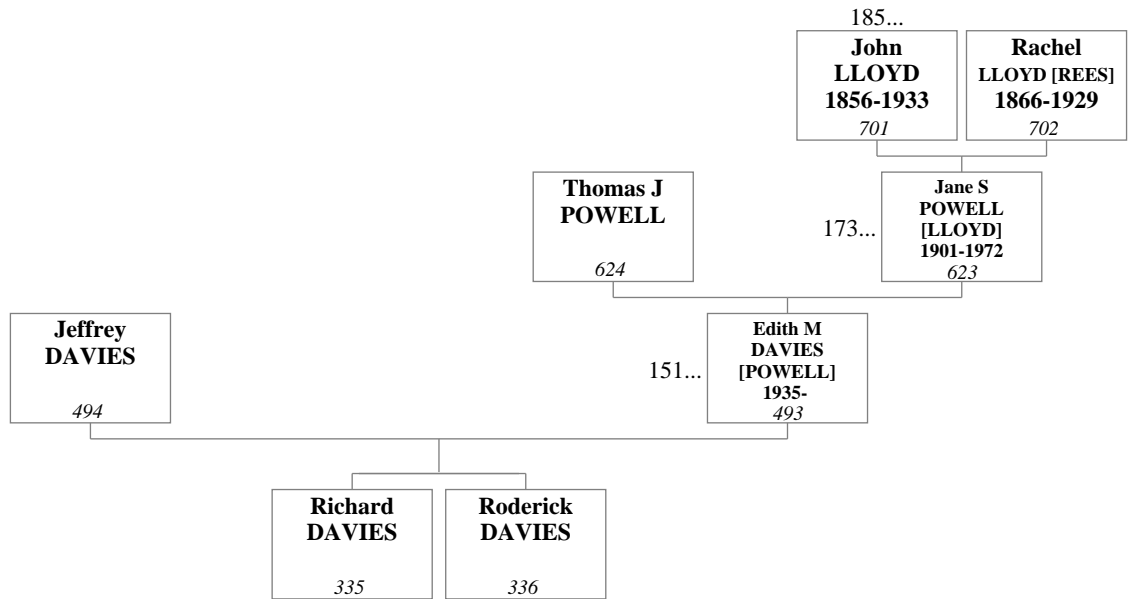 185...
John
LLOYD
1856-1933
701
Rachel
LLOYD [REES]
1866-1929
702
Thomas J
POWELL
624
173...
Jane S
POWELL
[LLOYD]
1901-1972
623
Jeffrey
DAVIES
494
151...
Edith M
DAVIES
[POWELL]
1935-
493
Richard
DAVIES
335
Roderick
DAVIES
336